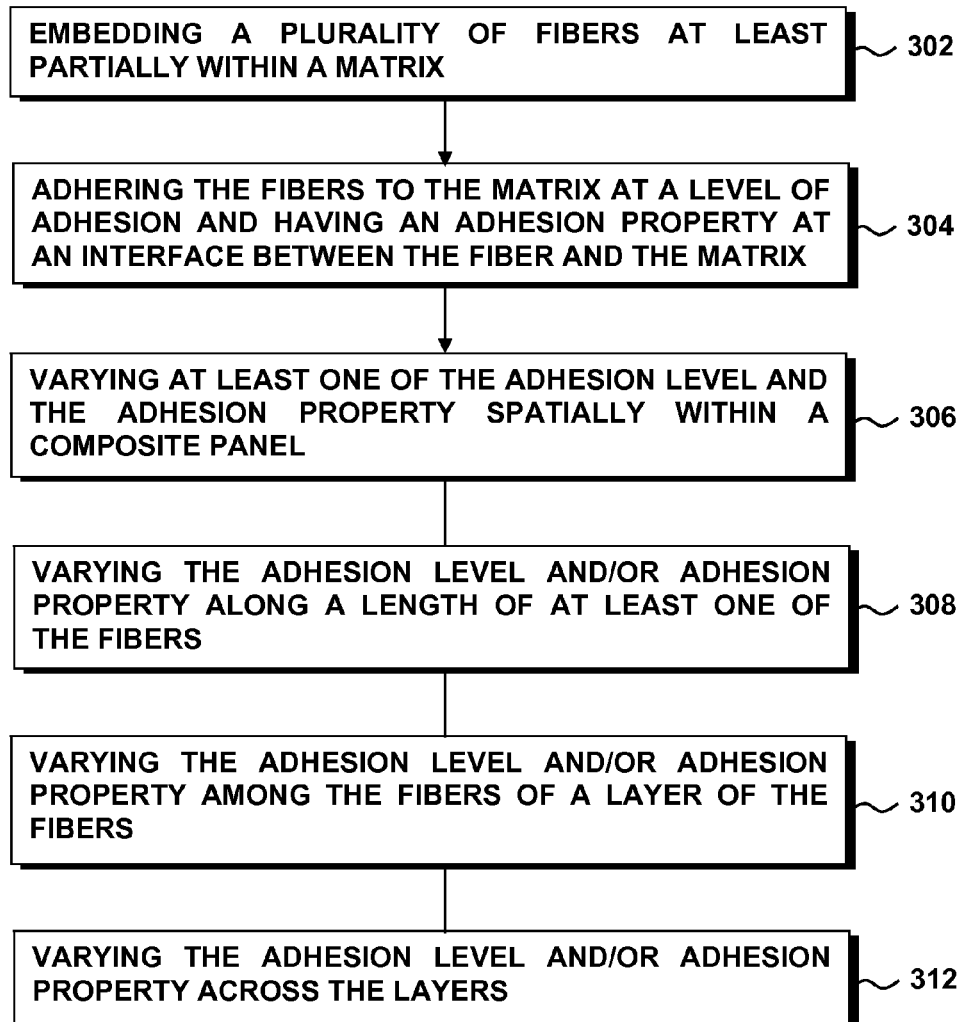 EMBEDDING A PLURALITY OF FIBERS AT LEAST
PARTIALLY WITHIN A MATRIX
302
ADHERING THE FIBERS TO THE MATRIX AT A LEVEL OF
ADHESION AND HAVING AN ADHESION PROPERTY AT
AN INTERFACE BETWEEN THE FIBER AND THE MATRIX
304
VARYING AT LEAST ONE OF THE ADHESION LEVEL AND
THE ADHESION PROPERTY SPATIALLY WITHIN A
COMPOSITE PANEL
306
VARYING THE ADHESION LEVEL AND/OR ADHESION
PROPERTY ALONG A LENGTH OF AT LEAST ONE OF
THE FIBERS
308
VARYING THE ADHESION LEVEL AND/OR ADHESION
PROPERTY AMONG THE FIBERS OF A LAYER OF THE
FIBERS
310
VARYING THE ADHESION LEVEL AND/OR ADHESION
PROPERTY ACROSS THE LAYERS
312